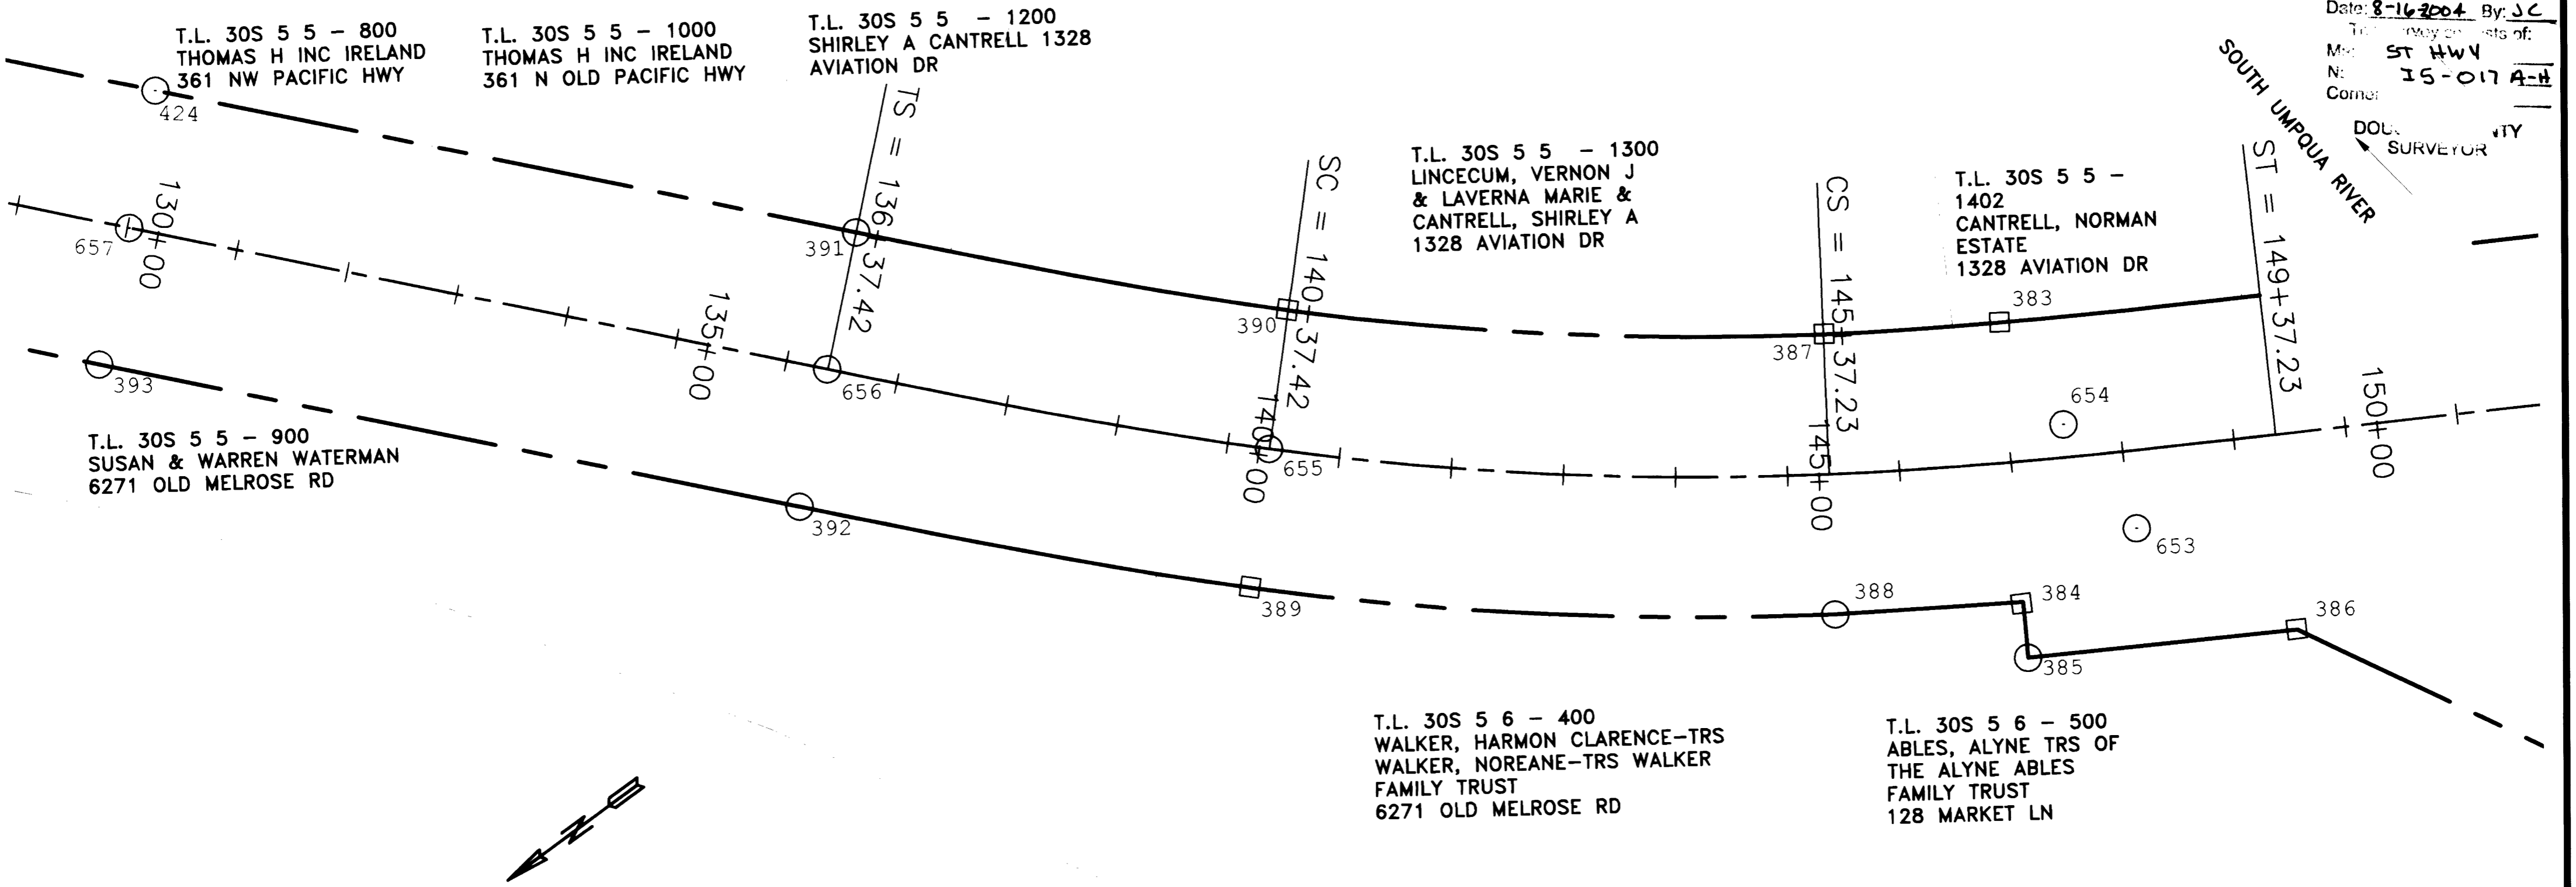 T.L. 30S 5 5 - 800
THOMAS H INC IRELAND
361 NW PACIFIC HWY
T.L. 30S 5 5 - 1000
THOMAS H INC IRELAND
361 N OLD PACIFIC HWY
T.L. 30S 5 5 - 1200
SHIRLEY A CANTRELL 1328
AVIATION DR
Date: 8-16-2004 By: JC
sts of:
ST HWY
N: I5-017 A-H
Corner
SURVEYOR
SOUTH UMPQUA RIVER
T.L. 30S 5 5 - 1300
LINCECUM, VERNON J
& LAVERNA MARIE &
CANTRELL, SHIRLEY A
1328 AVIATION DR
T.L. 30S 5 5 -
1402
CANTRELL, NORMAN
ESTATE
1328 AVIATION DR
TS = 136+37.42
SC = 140+37.42
CS = 145+37.23
ST = 149+37.23
424
130+00
657
391
135+00
656
390
140+00
655
387
145+00
383
654
150+00
653
393
392
389
388
384
385
386
T.L. 30S 5 5 - 900
SUSAN & WARREN WATERMAN
6271 OLD MELROSE RD
T.L. 30S 5 6 - 400
WALKER, HARMON CLARENCE-TRS
WALKER, NOREANE-TRS WALKER
FAMILY TRUST
6271 OLD MELROSE RD
T.L. 30S 5 6 - 500
ABLES, ALYNE TRS OF
THE ALYNE ABLES
FAMILY TRUST
128 MARKET LN
N